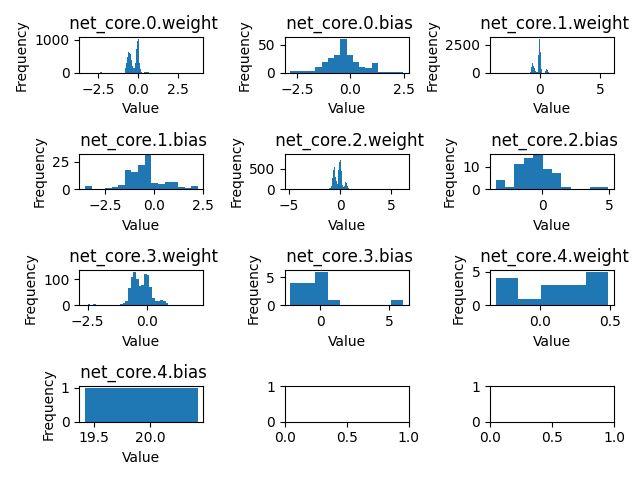 net_core.0.weight net_core.0.bias net_core.1.weight
Frequency 1000 0 Frequency 50 0 Frequency 2500 0
−2.5 0.0 2.5 −2.5 0.0 2.5 0 5
Value Value Value
net_core.1.bias net_core.2.weight net_core.2.bias
Frequency 25 0 Frequency 500 0 Frequency 10 0
−2.5 0.0 2.5 −5 0 5 0 5
Value Value Value
net_core.3.weight net_core.3.bias net_core.4.weight
Frequency 100 0 Frequency 5 0 Frequency 5 0
−2.5 0.0 0 5 0.0 0.5
Value Value Value
net_core.4.bias
Frequency 1 0 1 0 1 0
19.5 20.0 0.0 0.5 1.0 0.0 0.5 1.0
Value